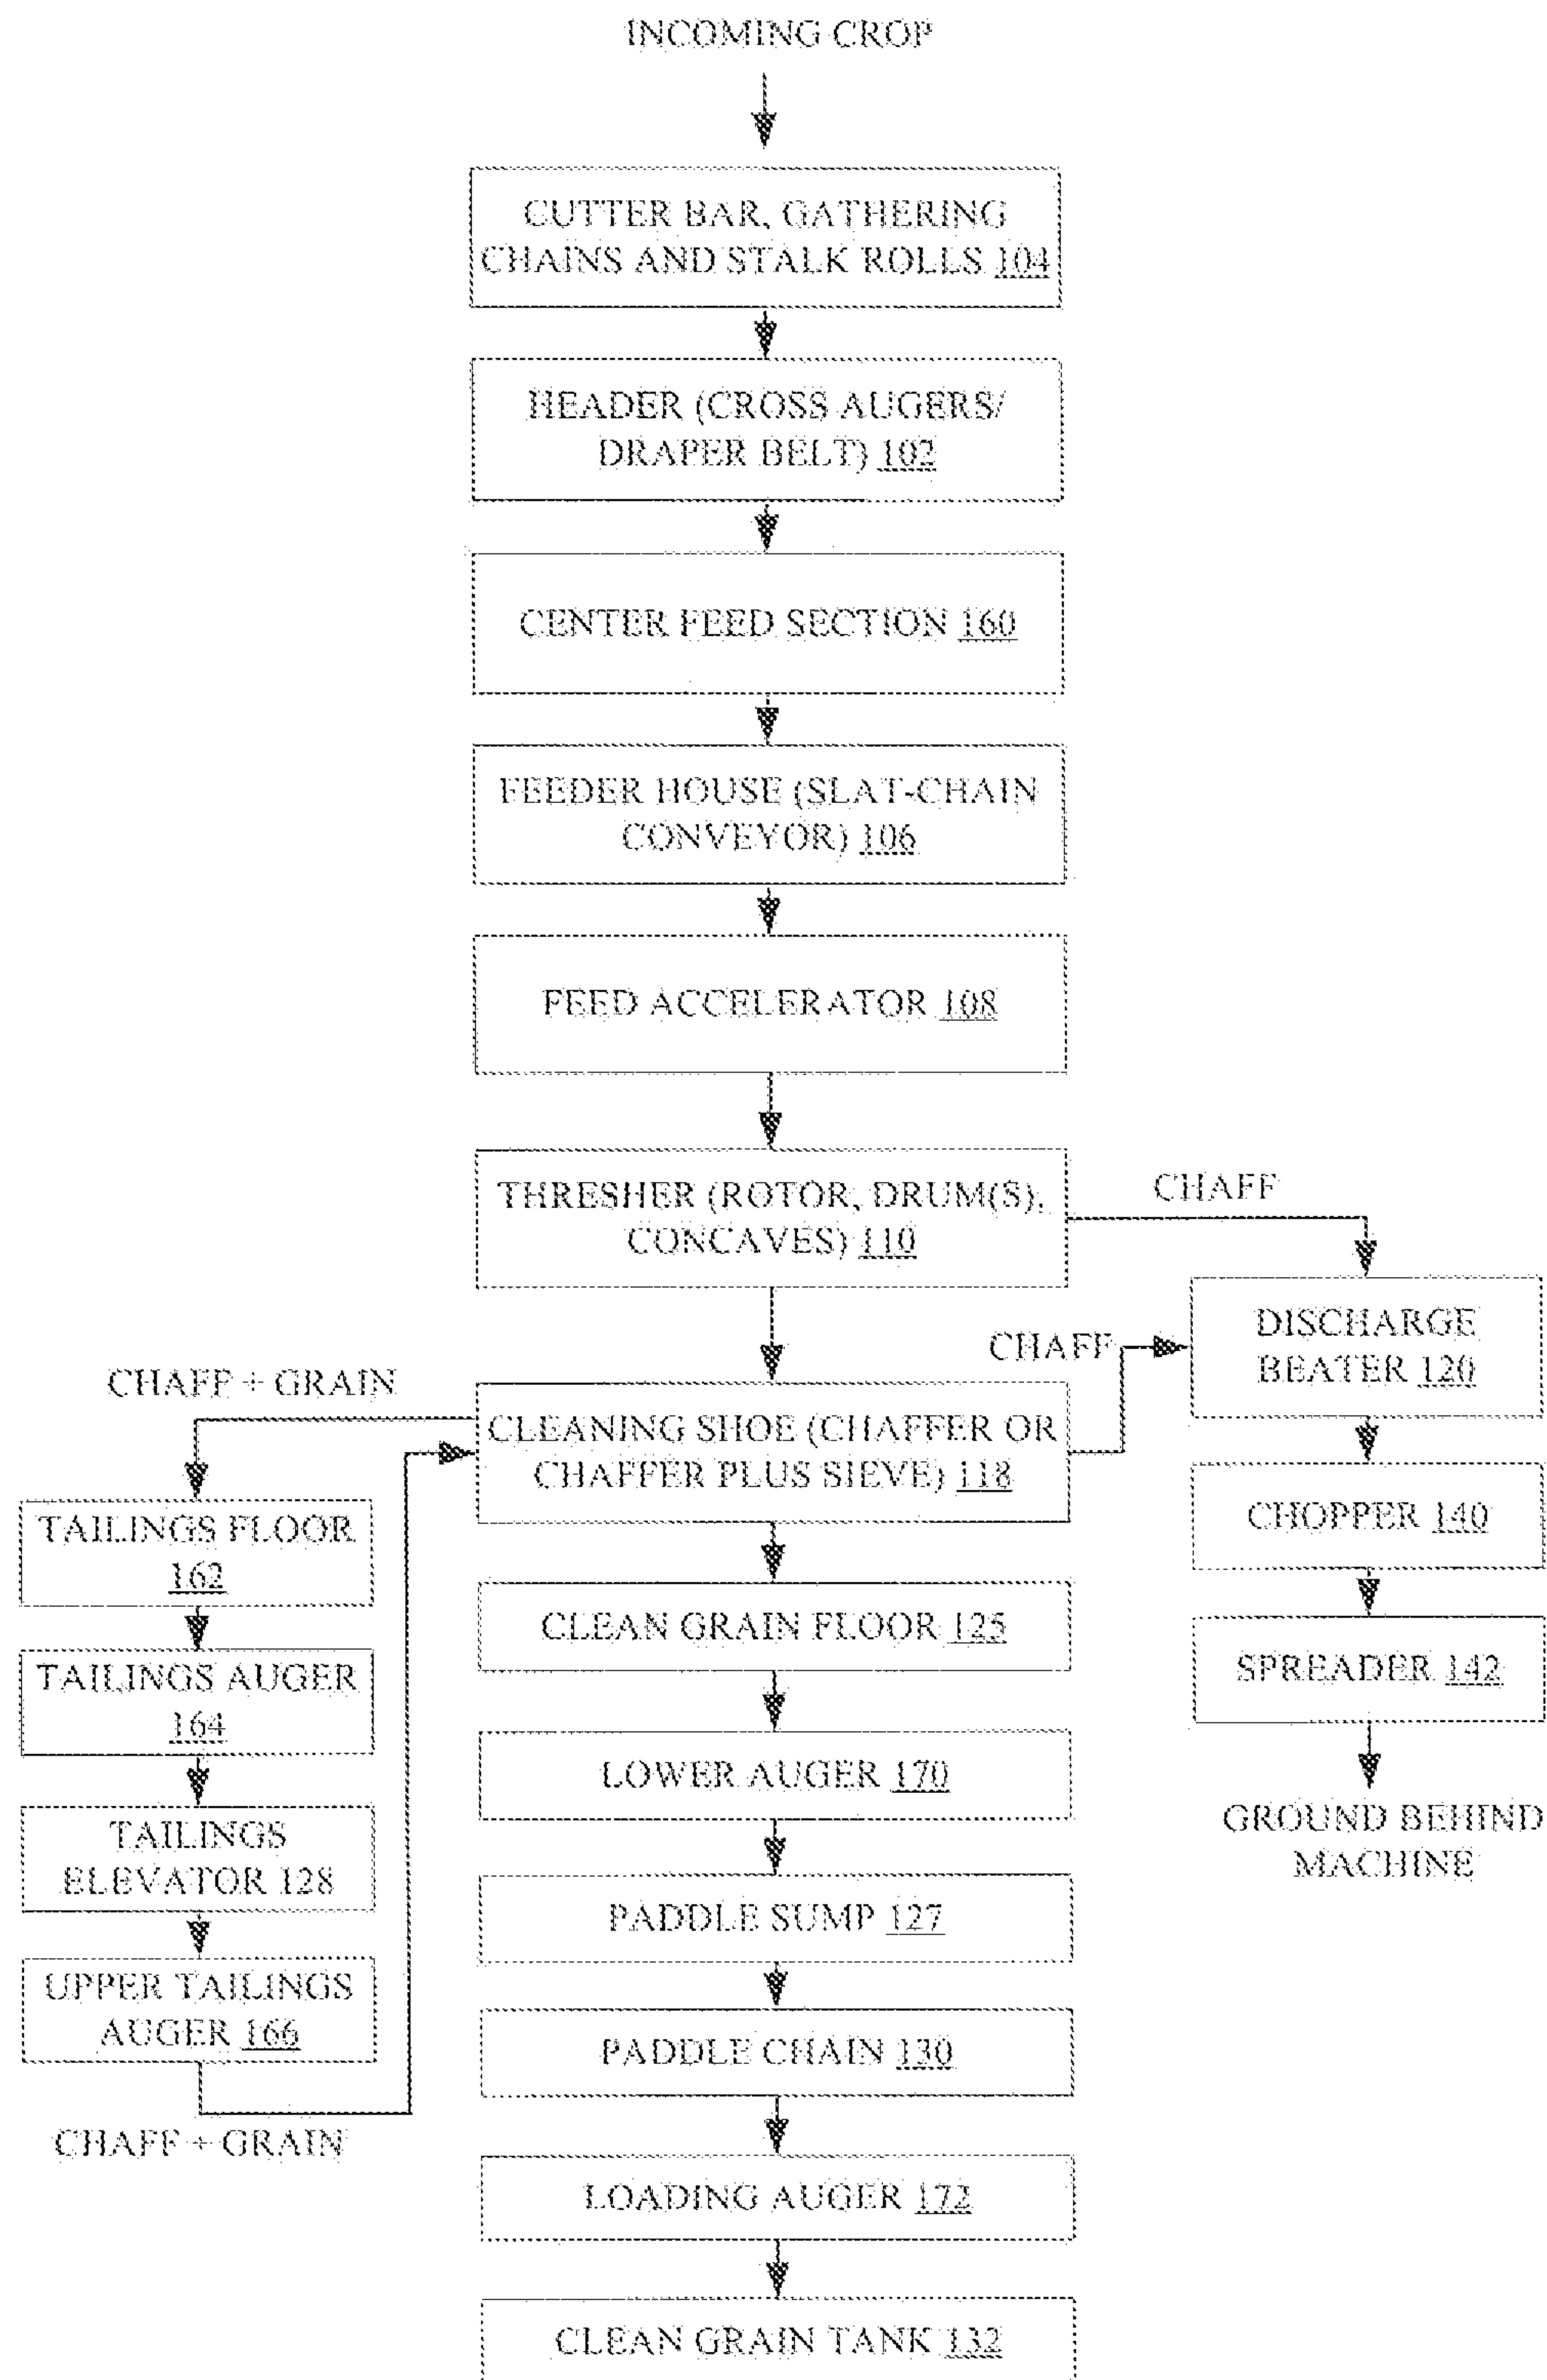 INCOMING CROP
CUTTER BAR, GATHERING
CHAINS AND STALK ROLLS 104
HEADER (CROSS AUGERS/
DRAPER BELT) 102
CENTER FEED SECTION 160
FEEDER HOUSE (SLAT-CHAIN
CONVEYOR) 106
FEED ACCELERATOR 108
THRESHER (ROTOR, DRUM(S),
CONCAVES) 110
CHAFF
DISCHARGE
BEATER 120
CHAFF
CHAFF + GRAIN
CLEANING SHOE (CHAFFER OR
CHAFFER PLUS SIEVE) 118
CHOPPER 140
SPREADER 142
GROUND BEHIND
MACHINE
TAILINGS FLOOR
162
TAILINGS AUGER
164
TAILINGS
ELEVATOR 128
UPPER TAILINGS
AUGER 166
CHAFF + GRAIN
CLEAN GRAIN FLOOR 125
LOWER AUGER 170
PADDLE SUMP 127
PADDLE CHAIN 130
LOADING AUGER 172
CLEAN GRAIN TANK 132